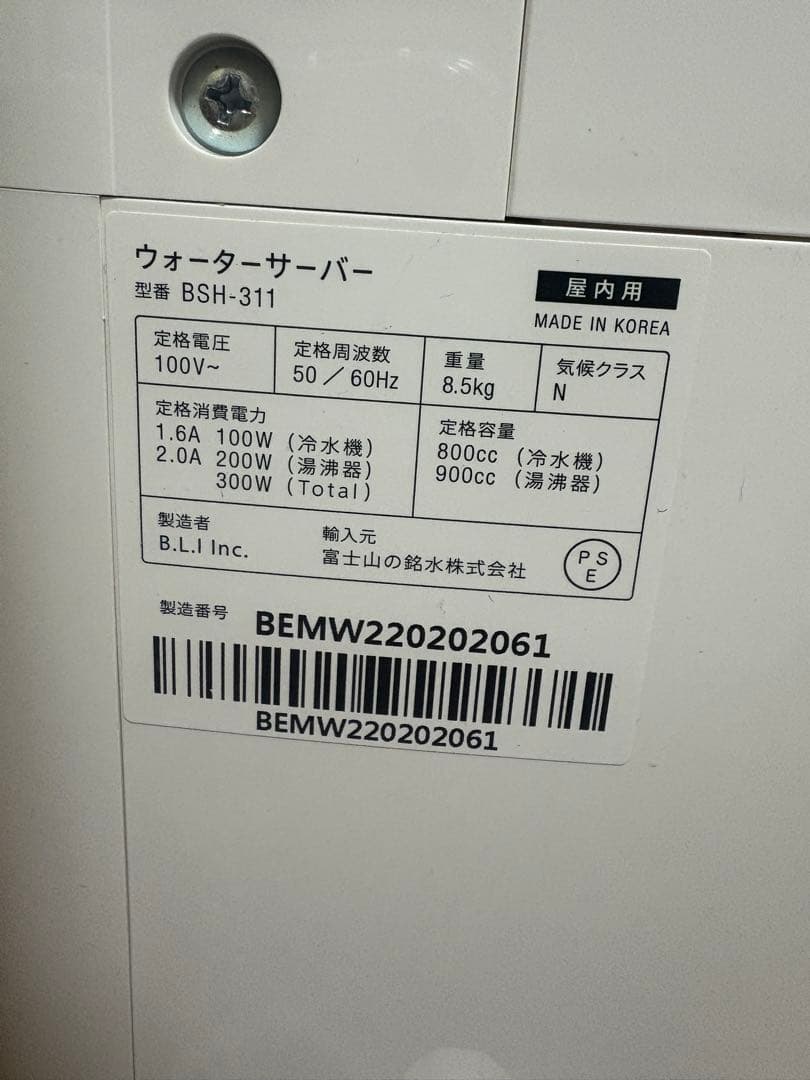 ウォーターサーバー
型番 BSH-311
屋内用
MADE IN KOREA
定格電圧
100V~
定格周波数
50／60Hz
重量
8.5kg
気候クラス
N
定格消費電力
1.6A 100W (冷水機)
2.0A 200W (湯沸器)
300W (Total)
定格容量
800cc (冷水機)
900cc (湯沸器)
製造者
B.L.I Inc.
輸入元
富士山の銘水株式会社
PS
E
製造番号
BEMW220202061
BEMW220202061